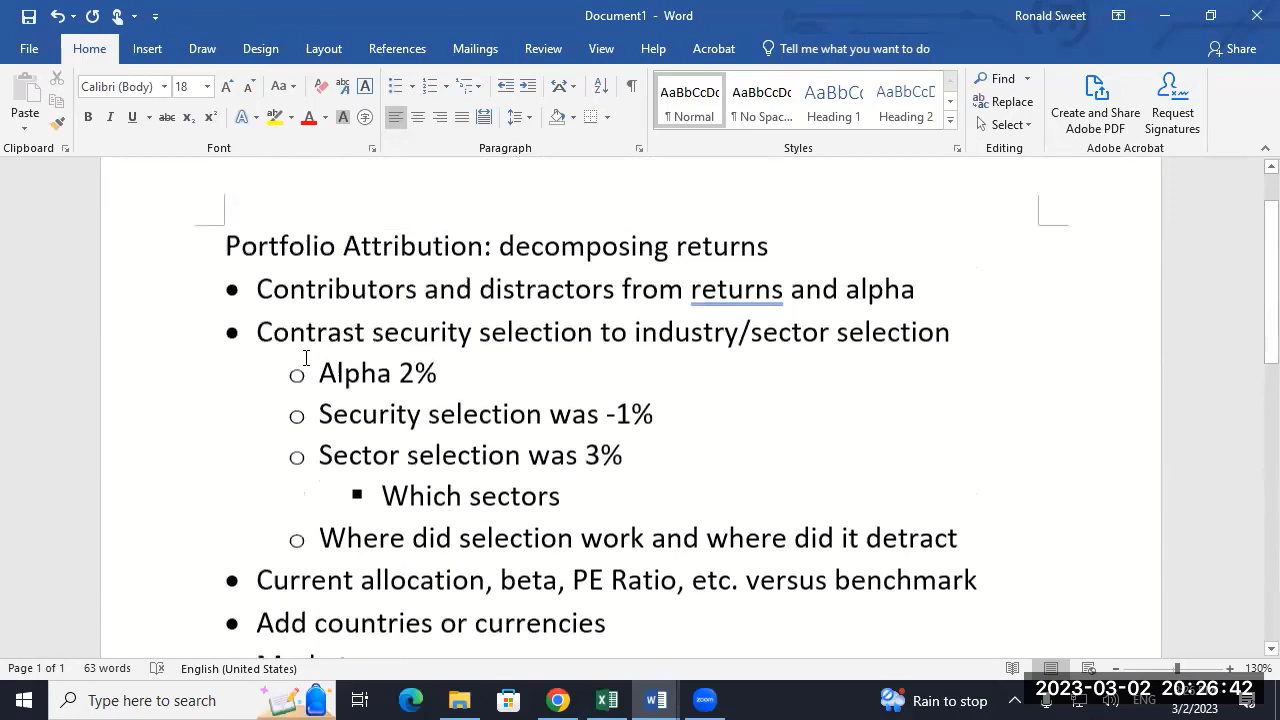 Document1 - Word
Ronald Sweet
File Home Insert Draw Design Layout References Mailings Review View Help Acrobat Tell me what you want to do Share
Paste
Calibri (Body) 18
Aa
B I U abc x₂ x²
AaBbCcDc AaBbCcDc AaBbCc AaBbCcD
¶ Normal ¶ No Spac... Heading 1 Heading 2
Find
Replace
Select
Create and Share Adobe PDF
Request Signatures
Clipboard Font Paragraph Styles Editing Adobe Acrobat
Portfolio Attribution: decomposing returns
• Contributors and distractors from returns and alpha
• Contrast security selection to industry/sector selection
o Alpha 2%
o Security selection was -1%
o Sector selection was 3%
▪ Which sectors
o Where did selection work and where did it detract
• Current allocation, beta, PE Ratio, etc. versus benchmark
• Add countries or currencies
Page 1 of 1 63 words English (United States) 130%
Type here to search
zoom
Rain to stop
ENG
2023-03-02 20:26:42
3/2/2023